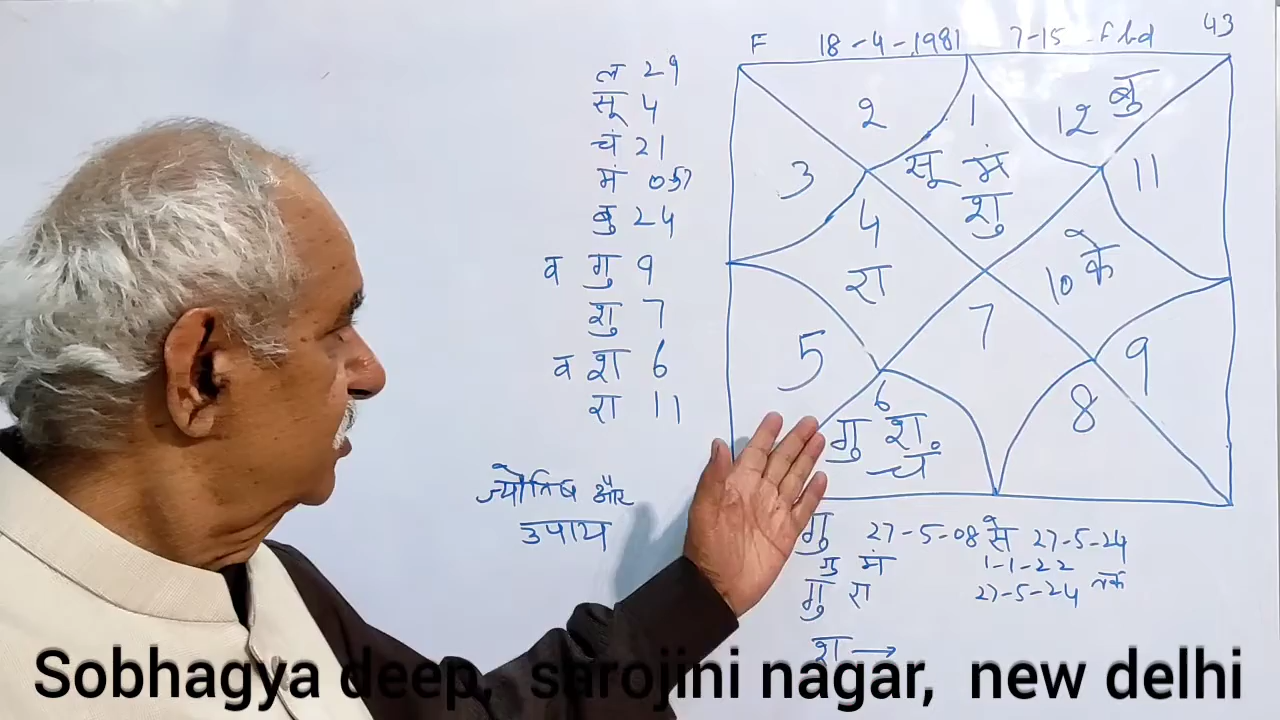 F 18-4-1981 7-15 Fbd 43
ल 29
सू 4
चं 21
मं 0-57
बु 24
व गु 9
शु 7
व श 6
रा 11
2 1 12 बु
3 सू मं 11
शु
4 10 के
रा
7
5 9
6 8
गु श. चं
ज्योतिष और
उपाय
गु 27-5-08 से 27-5-24
गु मं 1-1-22
गु रा 27-5-24 तक
श →
Sobhagya deep, sarojini nagar, new delhi